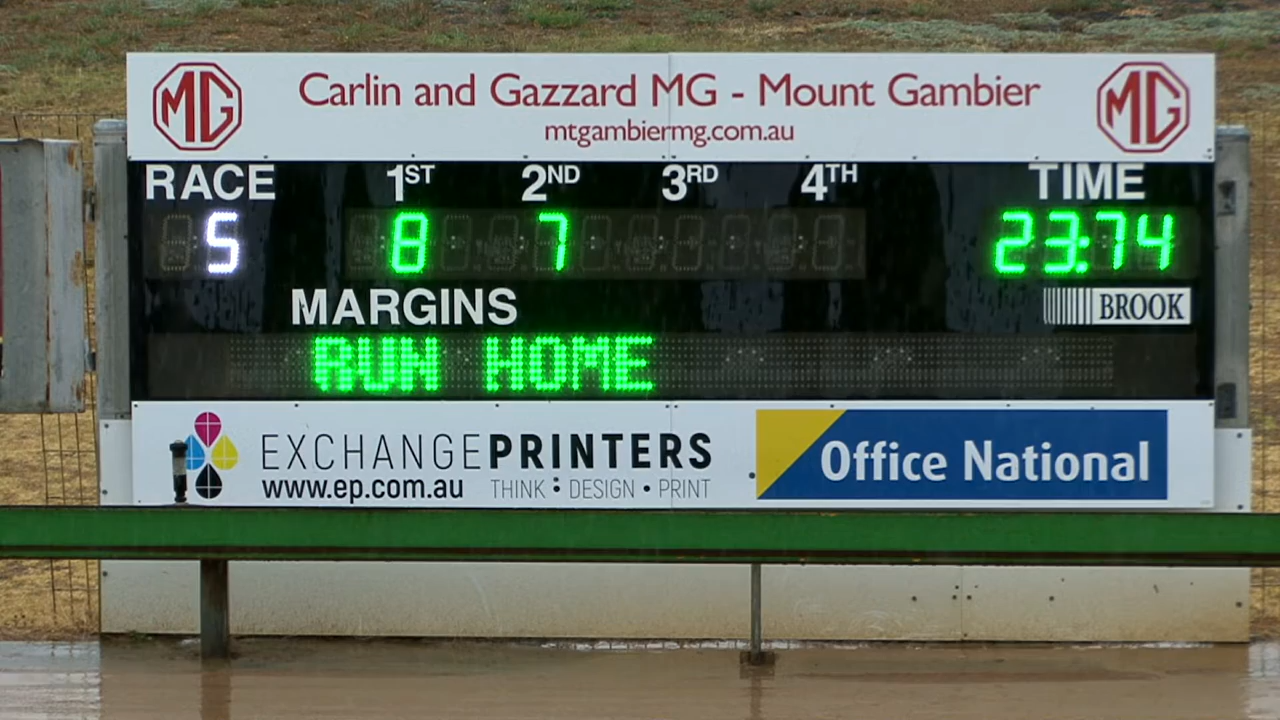 MG Carlin and Gazzard MG - Mount Gambier MG
mtgambiermg.com.au
RACE 1ST 2ND 3RD 4TH TIME
5 8 7 23:74
MARGINS BROOK
RUN HOME
EXCHANGEPRINTERS Office National
www.ep.com.au THINK • DESIGN • PRINT